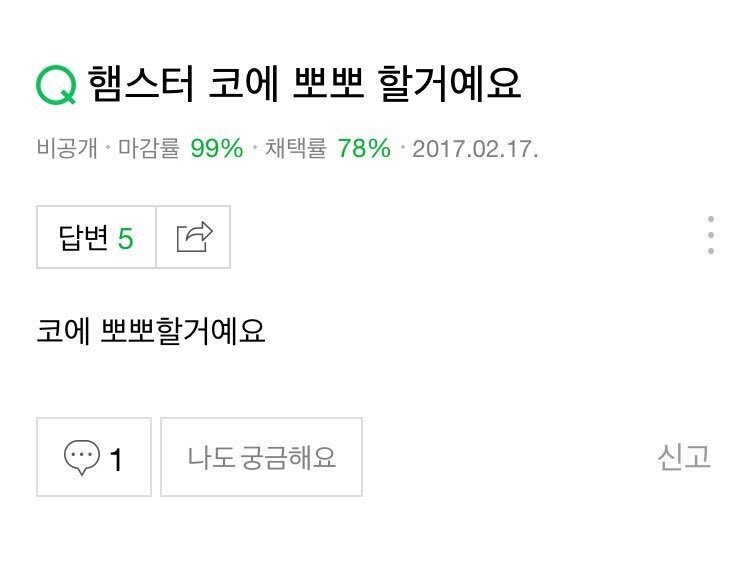 Q 햄스터 코에 뽀뽀 할거예요
비공개 · 마감률 99% · 채택률 78% · 2017.02.17.
답변 5
코에 뽀뽀할거예요
1 나도 궁금해요 신고